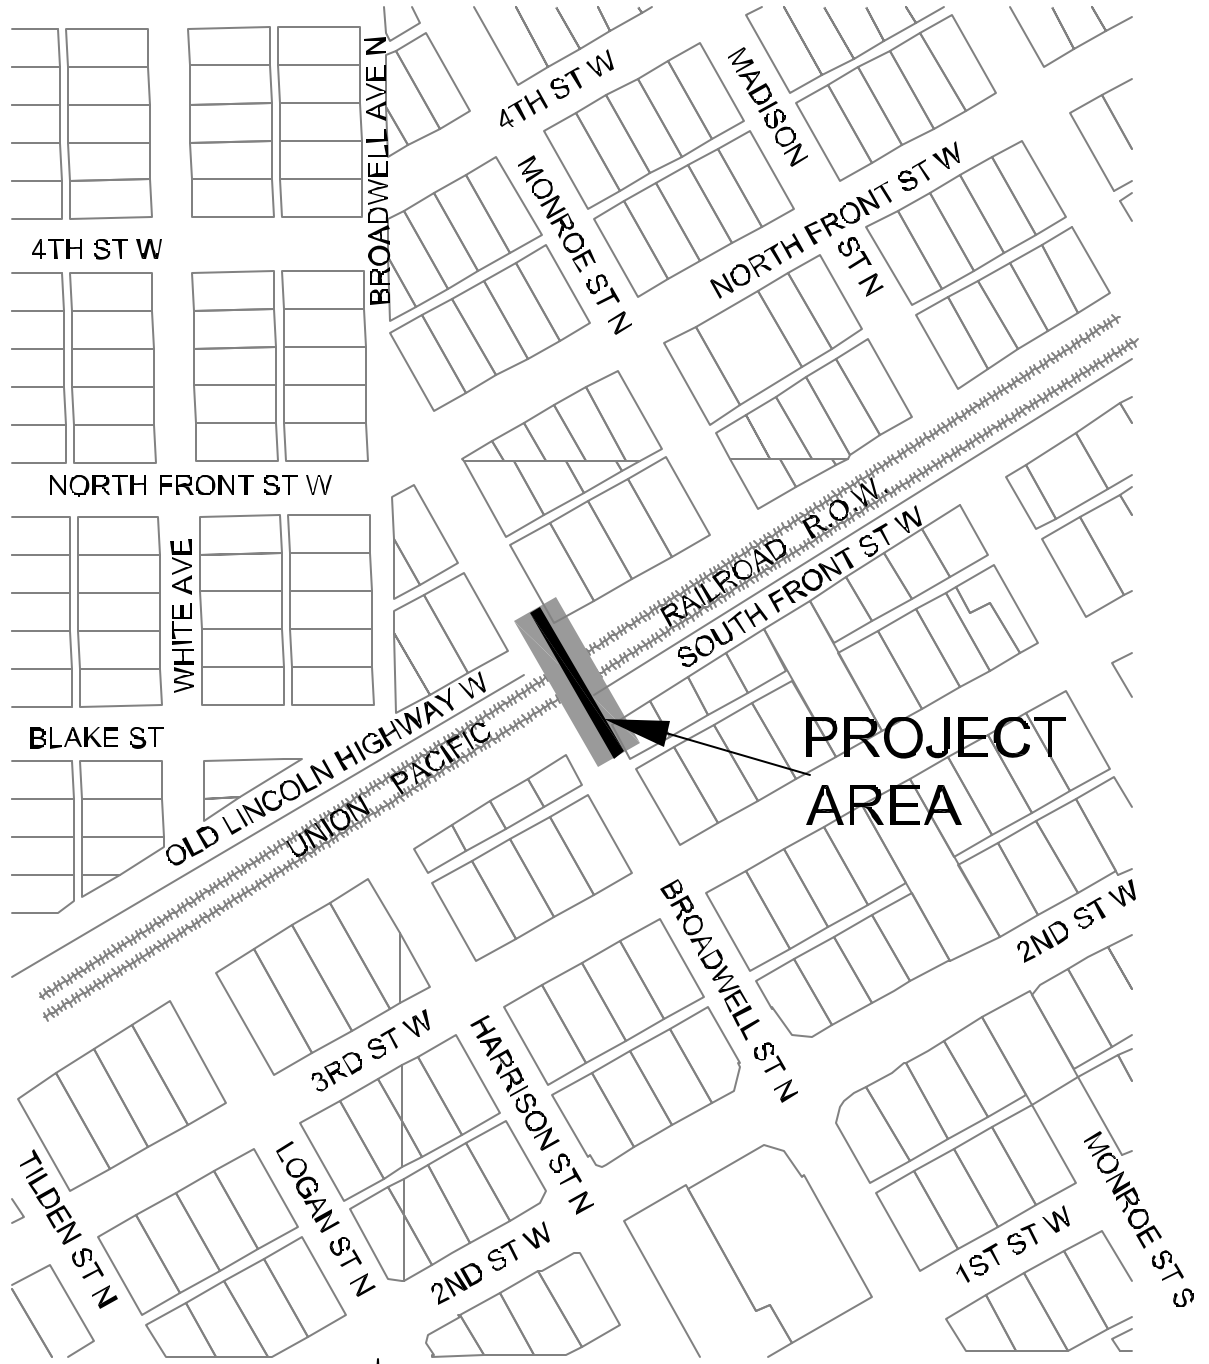 BROADWELL AVE N
4TH ST W
MADISON
ST N
MONROE ST N
NORTH FRONT ST W
4TH ST W
NORTH FRONT ST W
RAILROAD R.O.W.
SOUTH FRONT ST W
WHITE AVE
BLAKE ST
OLD LINCOLN HIGHWAY W
UNION PACIFIC
PROJECT
AREA
BROADWELL ST N
2ND ST W
3RD ST W
HARRISON ST N
LOGAN ST N
TILDEN ST N
2ND ST W
1ST ST W
MONROE ST S